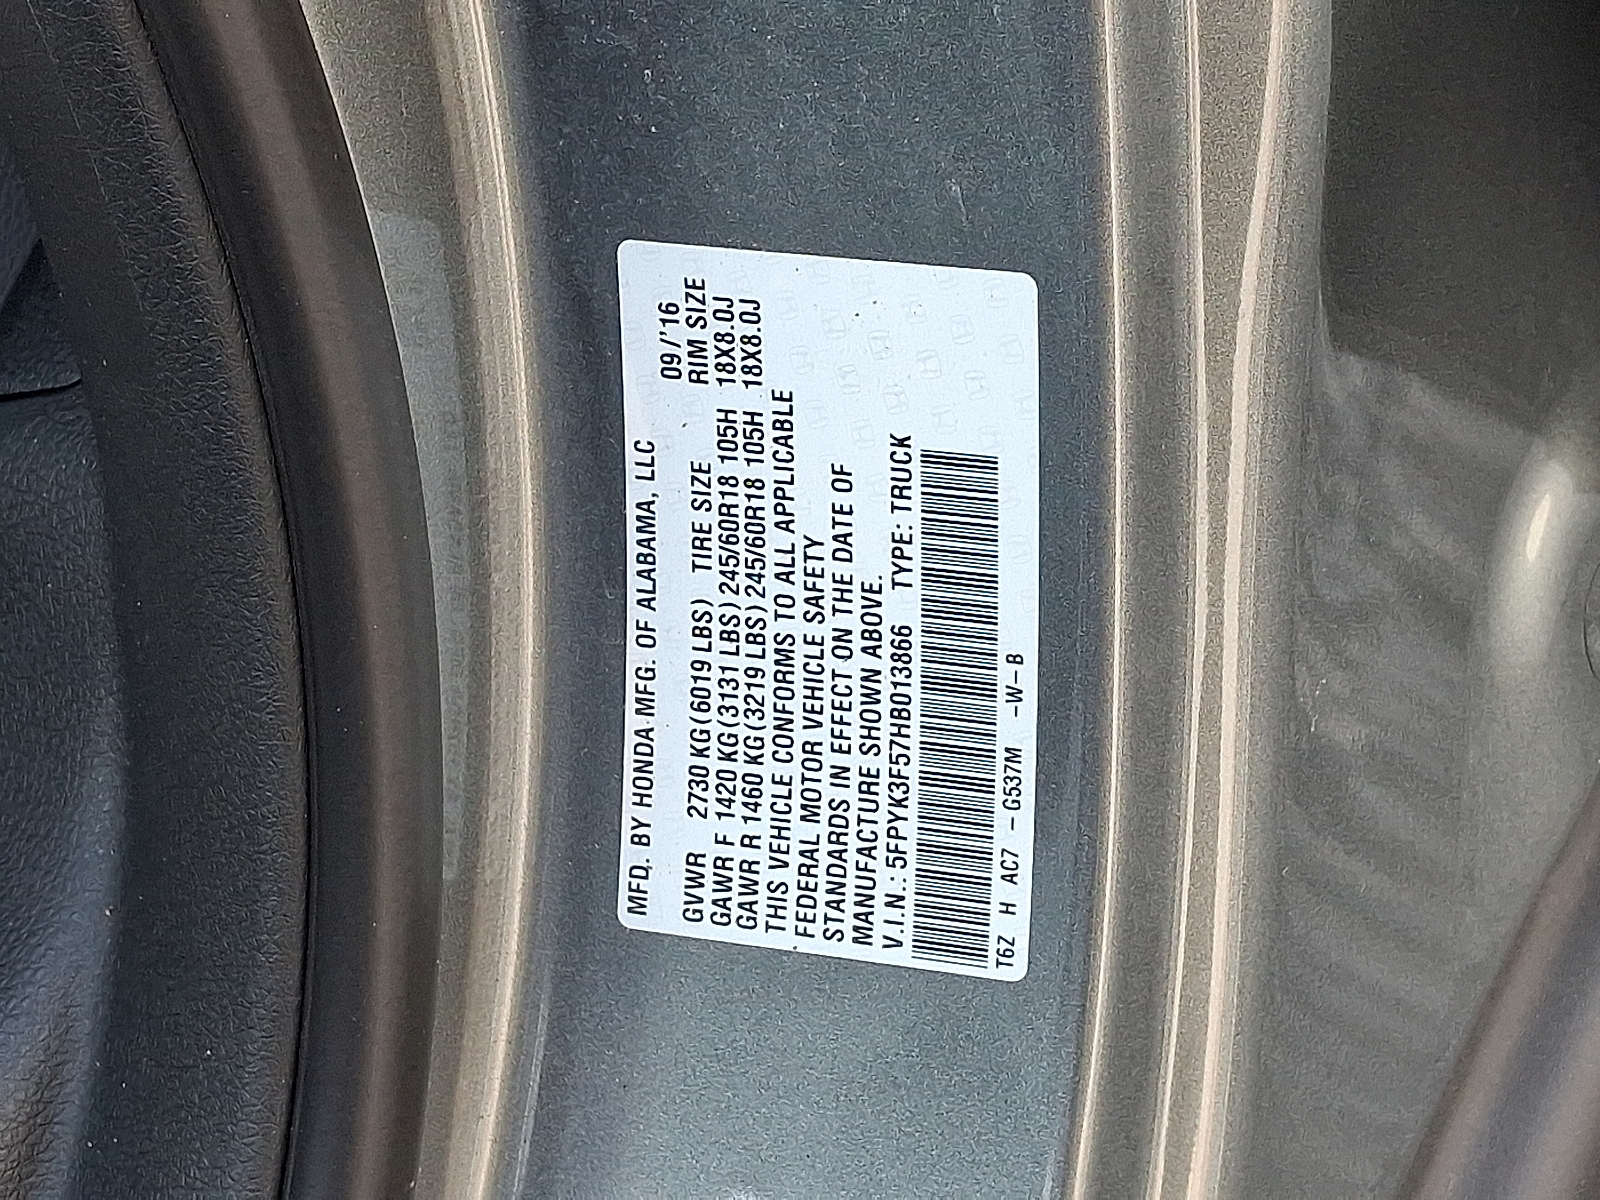 MFD. BY HONDA MFG. OF ALABAMA, LLC
09/'16
GVWR 2730 KG(6019 LBS) TIRE SIZE RIM SIZE
GAWR F 1420 KG(3131 LBS)245/60R18 105H 18X8.0J
GAWR R 1460 KG(3219 LBS)245/60R18 105H 18X8.0J
THIS VEHICLE CONFORMS TO ALL APPLICABLE
FEDERAL MOTOR VEHICLE SAFETY
STANDARDS IN EFFECT ON THE DATE OF
MANUFACTURE SHOWN ABOVE.
V.I.N.: 5FPYK3F57HB013866 TYPE: TRUCK
T6Z H AC7 -G537M -W-B